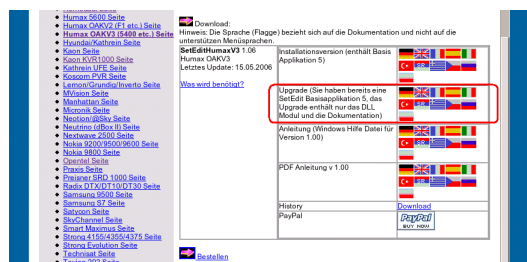 Humax 5600 Seite
Humax OAKV2 (F1 etc.) Seite
Humax OAKV3 (5400 etc.) Seite
Hyundai/Kathrein Seite
Kaon Seite
Kaon KVR1000 Seite
Kathrein UFE Seite
Koscom PVR Seite
Lemon/Grundig/Inverto Seite
MVision Seite
Manhattan Seite
Micronik Seite
Neotion/@Sky Seite
Neutrino (dBox II) Seite
Nextwave 2500 Seite
Nokia 9200/9500/9600 Seite
Nokia 9800 Seite
Opentel Seite
Praxis Seite
Preisner SRD 1000 Seite
Radix DTX/DT10/DT30 Seite
Samsung 9500 Seite
Samsung S7 Seite
Satycon Seite
SkyChannel Seite
Smart Maximus Seite
Strong 4155/4355/4375 Seite
Strong Evolution Seite
Technisat Seite
Download:
Hinweis: Die Sprache (Flagge) bezieht sich auf die Dokumentation und nicht auf die
unterstützten Menüsprachen.
SetEditHumaxV3 1.06
Humax OAKV3
Letztes Update: 15.05.2006
Was wird benötigt?
Installationsversion (enthält Basis
Applikation 5)
SR
Upgrade (Sie haben bereits eine
SetEdit Basisapplikation 5, das
Upgrade enthält nur das DLL
Modul und die Dokumentation)
SR
Anleitung (Windows Hilfe Datei für
Version 1.00)
SR
PDF Anleitung v 1.00
SR
History
Download
PayPal
PayPal
BUY NOW
Bestellen